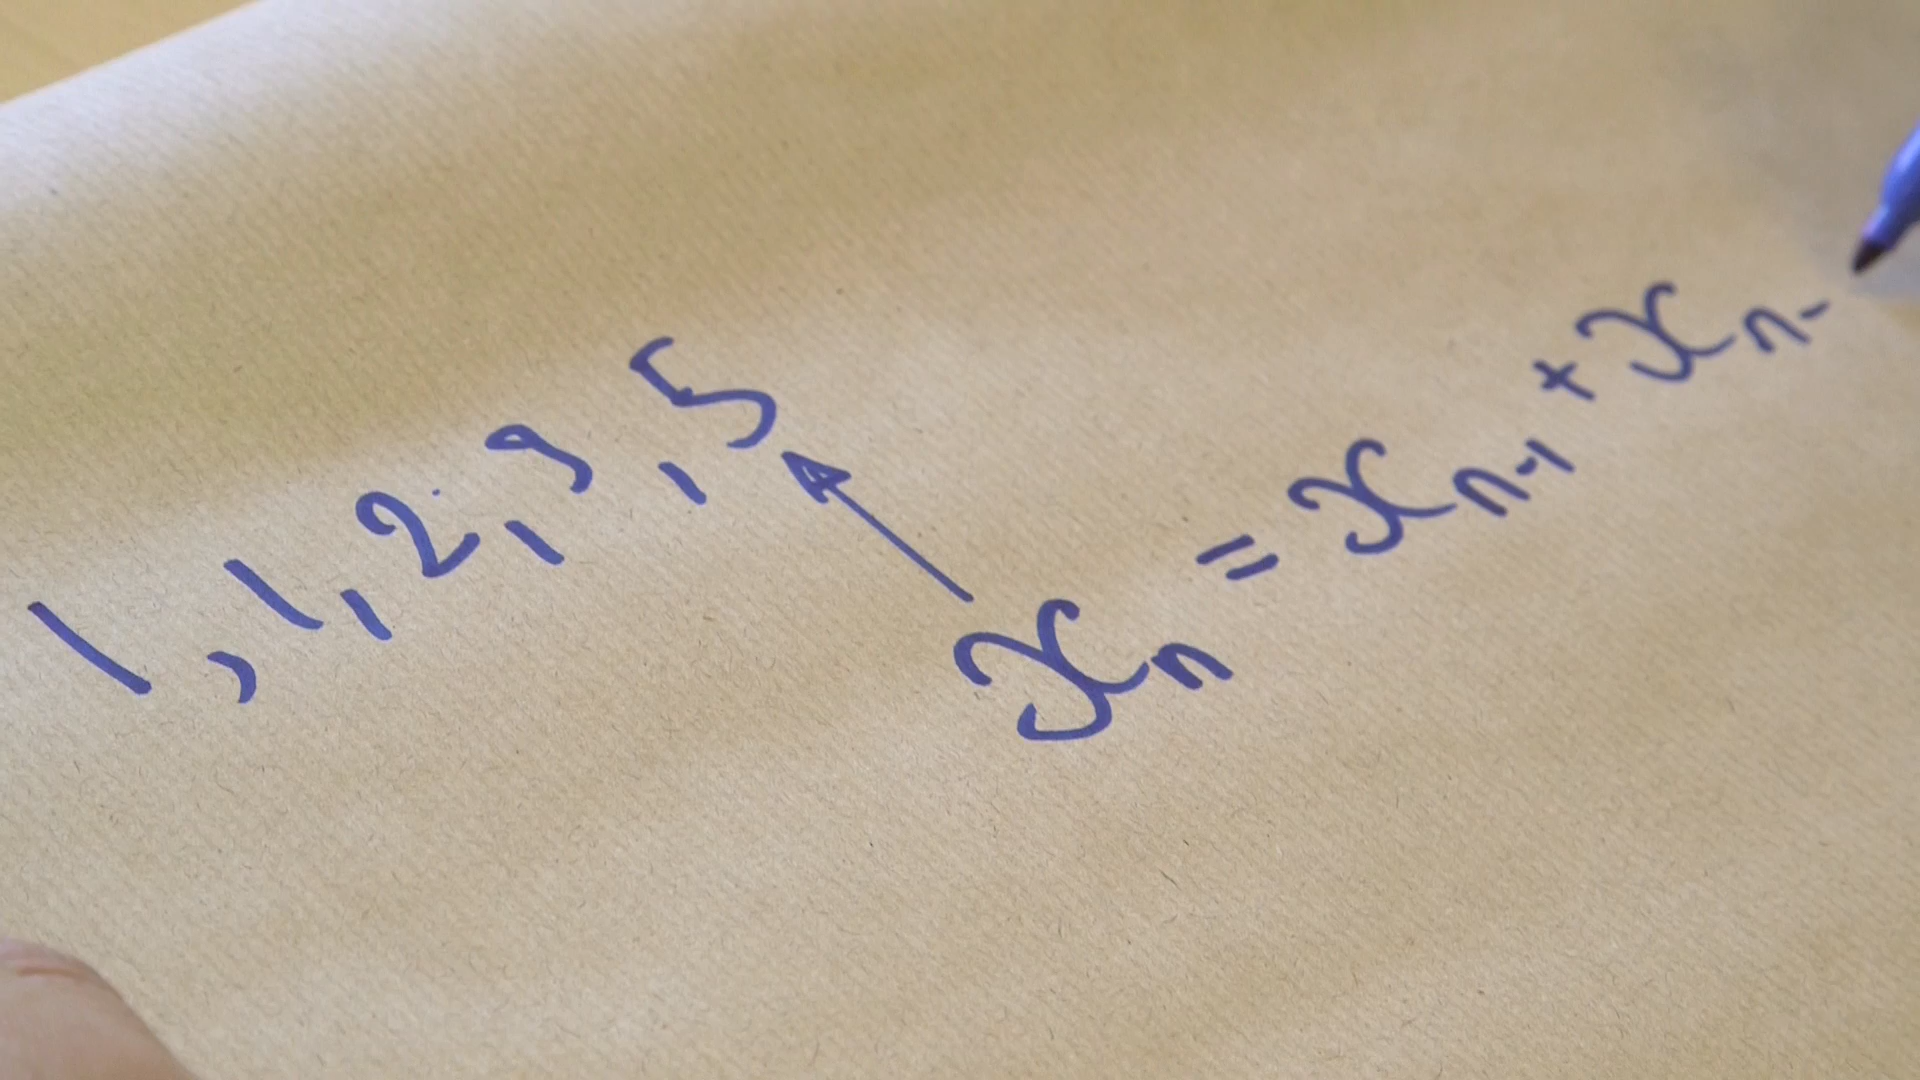 1, 1, 2, 3, 5
xₙ = xₙ₋₁ + xₙ₋